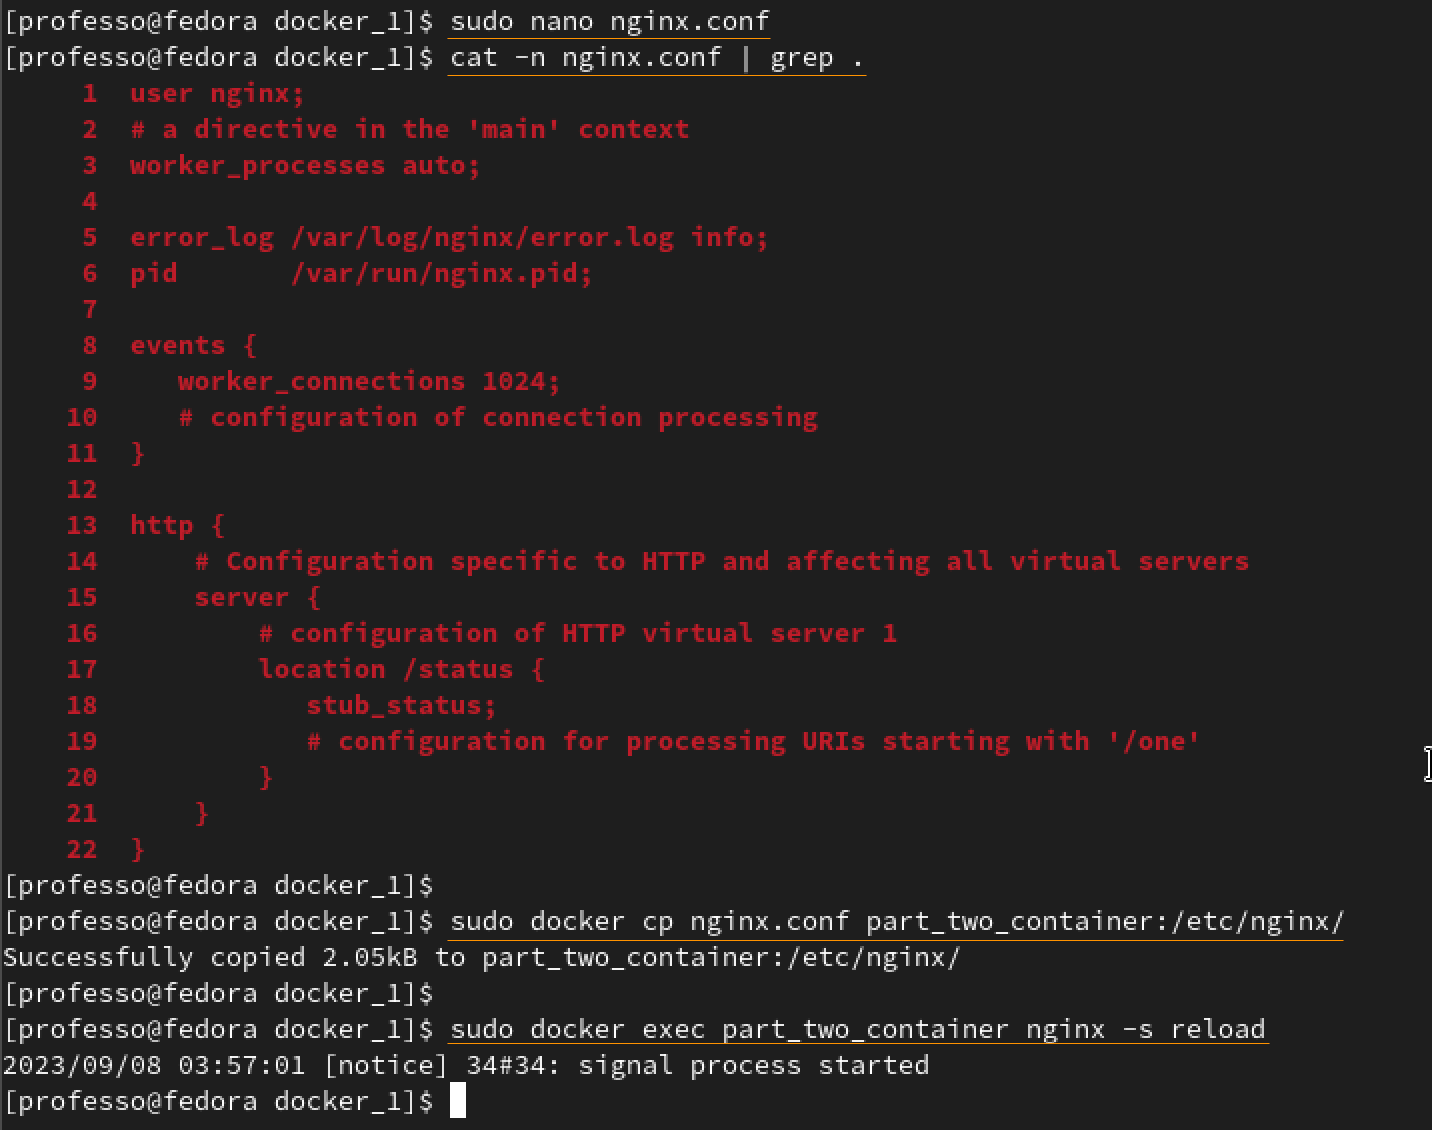 [professo@fedora docker_1]$ sudo nano nginx.conf
[professo@fedora docker_1]$ cat -n nginx.conf | grep .
     1  user nginx;
     2  # a directive in the 'main' context
     3  worker_processes auto;
     4
     5  error_log /var/log/nginx/error.log info;
     6  pid       /var/run/nginx.pid;
     7
     8  events {
     9     worker_connections 1024;
    10     # configuration of connection processing
    11  }
    12
    13  http {
    14      # Configuration specific to HTTP and affecting all virtual servers
    15      server {
    16          # configuration of HTTP virtual server 1
    17          location /status {
    18             stub_status;
    19             # configuration for processing URIs starting with '/one'
    20          }
    21      }
    22  }
[professo@fedora docker_1]$
[professo@fedora docker_1]$ sudo docker cp nginx.conf part_two_container:/etc/nginx/
Successfully copied 2.05kB to part_two_container:/etc/nginx/
[professo@fedora docker_1]$
[professo@fedora docker_1]$ sudo docker exec part_two_container nginx -s reload
2023/09/08 03:57:01 [notice] 34#34: signal process started
[professo@fedora docker_1]$